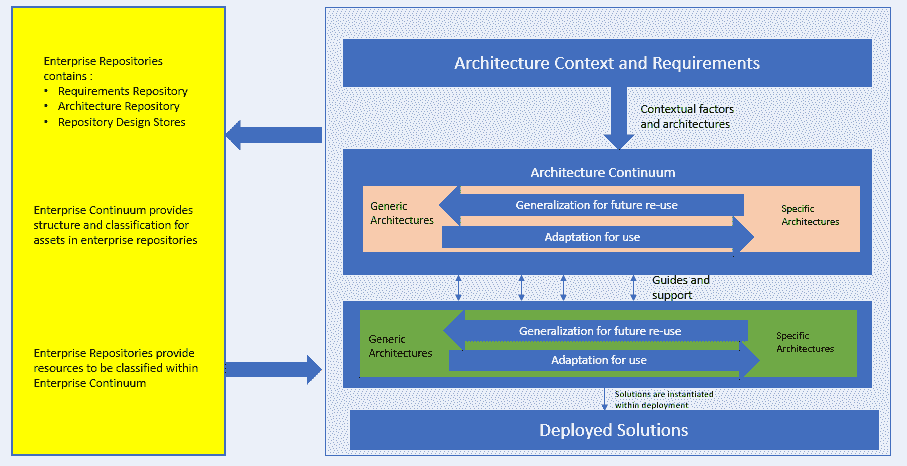 Enterprise Repositories
contains :
• Requirements Repository
• Architecture Repository
• Repository Design Stores
Enterprise Continuum provides
structure and classification for
assets in enterprise repositories
Enterprise Repositories provide
resources to be classified within
Enterprise Continuum
Architecture Context and Requirements
Contextual factors
and architectures
Architecture Continuum
Generic
Architectures
Generalization for future re-use
Adaptation for use
Specific
Architectures
Guides and
support
Generic
Architectures
Generalization for future re-use
Adaptation for use
Specific
Architectures
Solutions are instantiated
within deployment
Deployed Solutions